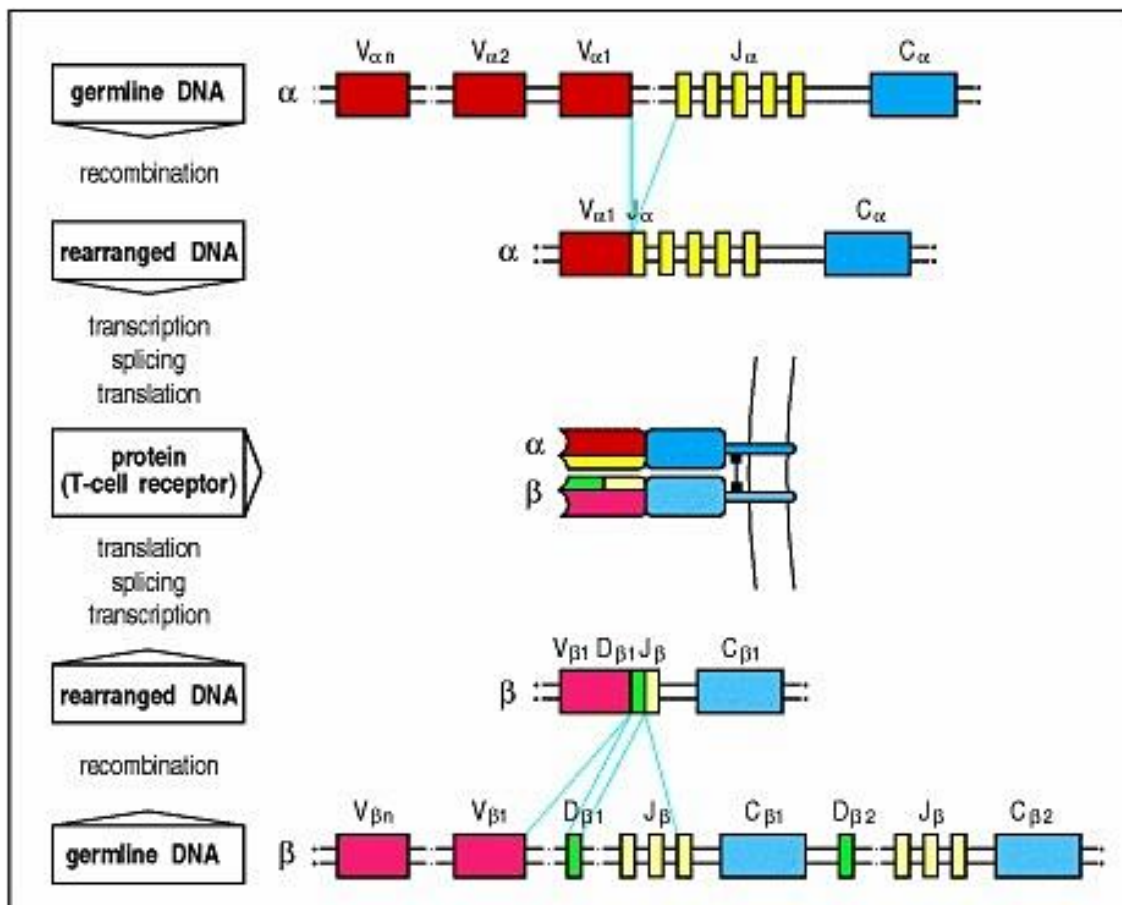 Vαn Vα2 Vα1 Jα Cα
germline DNA α
recombination
Vα1 Jα Cα
rearranged DNA α
transcription
splicing
translation
α
protein
(T-cell receptor)
β
translation
splicing
transcription
Vβ1 Dβ1 Jβ Cβ1
rearranged DNA β
recombination
Vβn Vβ1 Dβ1 Jβ Cβ1 Dβ2 Jβ Cβ2
germline DNA β